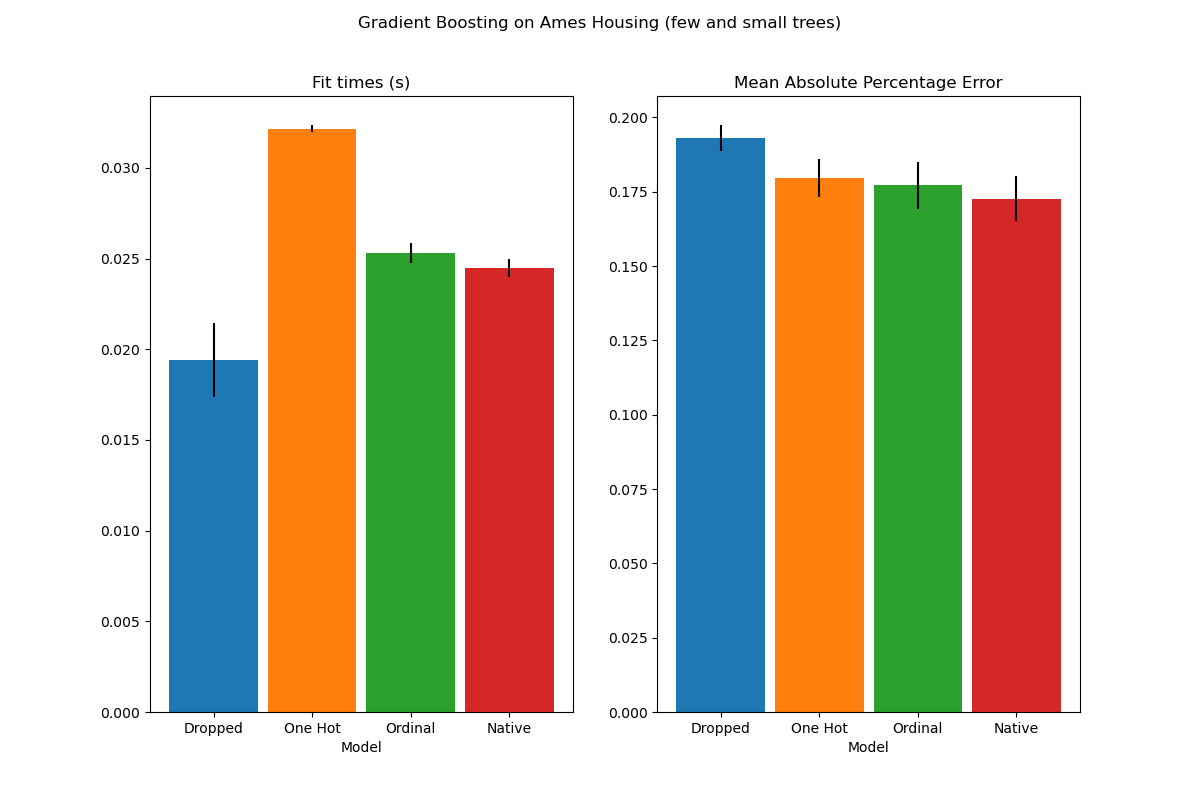 Gradient Boosting on Ames Housing (few and small trees)
Fit times (s)
0.030
0.025
0.020
0.015
0.010
0.005
0.000
Dropped One Hot Ordinal Native
Model
Mean Absolute Percentage Error
0.200
0.175
0.150
0.125
0.100
0.075
0.050
0.025
0.000
Dropped One Hot Ordinal Native
Model